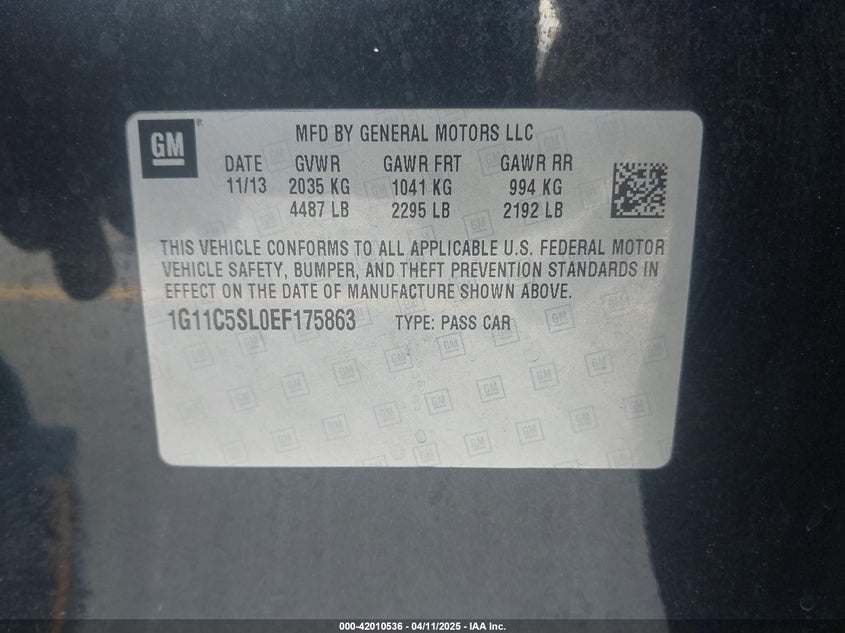 GM®
MFD BY GENERAL MOTORS LLC
DATE GVWR GAWR FRT GAWR RR
11/13 2035 KG 1041 KG 994 KG
4487 LB 2295 LB 2192 LB
THIS VEHICLE CONFORMS TO ALL APPLICABLE U.S. FEDERAL MOTOR
VEHICLE SAFETY, BUMPER, AND THEFT PREVENTION STANDARDS IN
EFFECT ON THE DATE OF MANUFACTURE SHOWN ABOVE.
1G11C5SL0EF175863 TYPE: PASS CAR
000-42010536 - 04/11/2025 - IAA Inc.